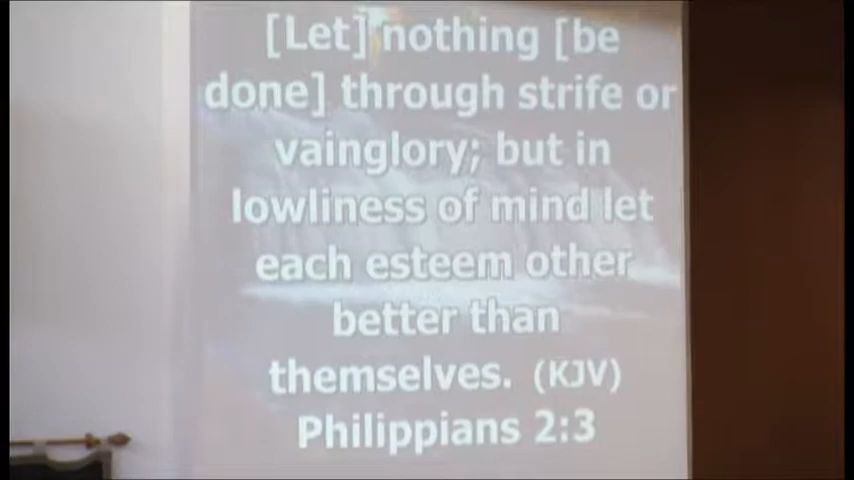 [Let] nothing [be
done] through strife or
vainglory; but in
lowliness of mind let
each esteem other
better than
themselves. (KJV)
Philippians 2:3